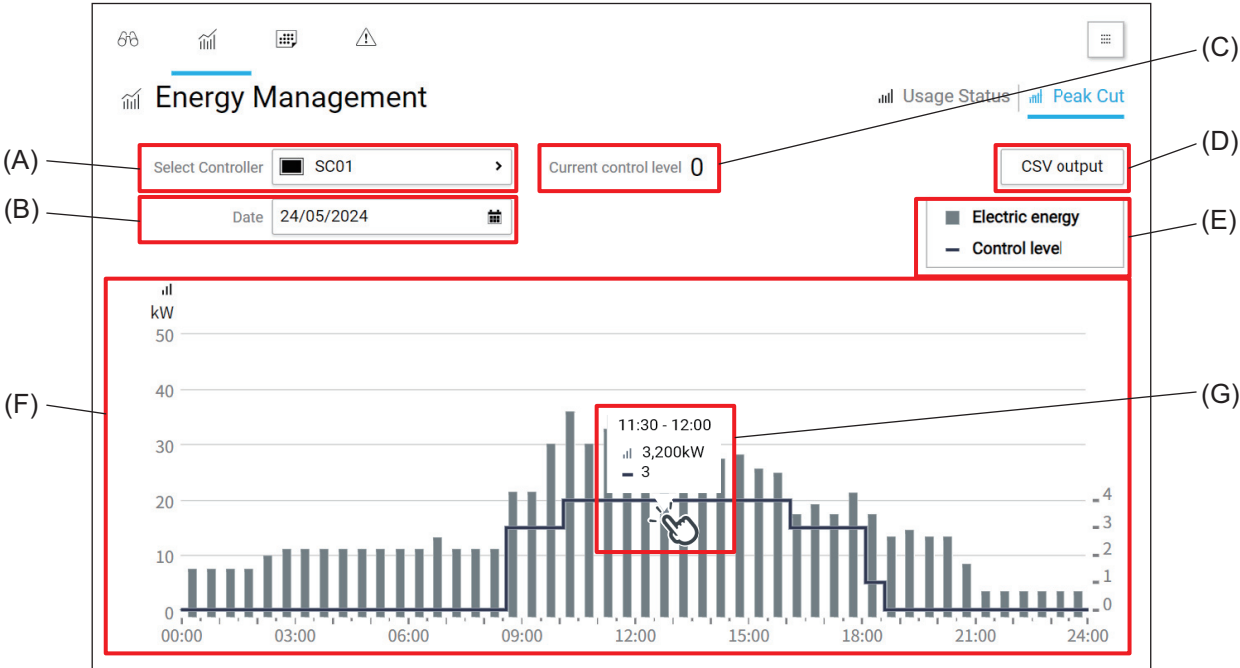 (C)
Energy Management
Usage Status
Peak Cut
(A)
Select Controller
SC01
Current control level 0
CSV output
(D)
(B)
Date
24/05/2024
Electric energy
Control level
(E)
kW
50
40
30
20
10
0
(F)
11:30 - 12:00
3,200kW
3
(G)
4
3
2
1
0
00:00
03:00
06:00
09:00
12:00
15:00
18:00
21:00
24:00